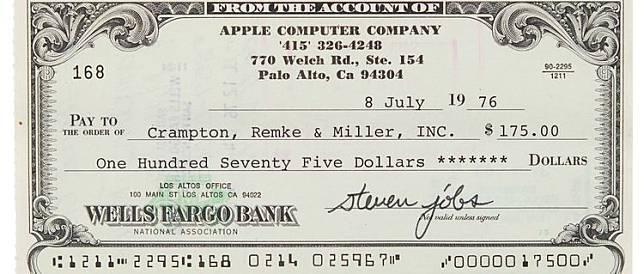 FROM THE ACCOUNT OF
APPLE COMPUTER COMPANY
'415' 326-4248
770 Welch Rd., Ste. 154
Palo Alto, Ca 94304
168
90-2295
1211
8 July 19 76
PAY TO
THE ORDER OF Crampton, Remke & Miller, INC. $ 175.00
One Hundred Seventy Five Dollars ******* DOLLARS
LOS ALTOS OFFICE
100 MAIN ST LOS ALTOS CA 94022
WELLS FARGO BANK
NATIONAL ASSOCIATION
steven jobs
Not valid unless signed
⑆1211⑉2295⑆168 0214 025967⑈ ⑈0000017500⑈